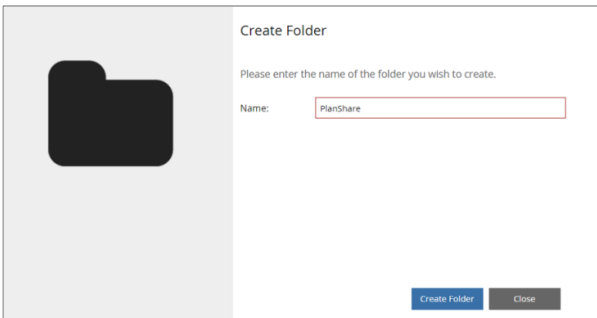 Create Folder
Please enter the name of the folder you wish to create.
Name: PlanShare
Create Folder Close